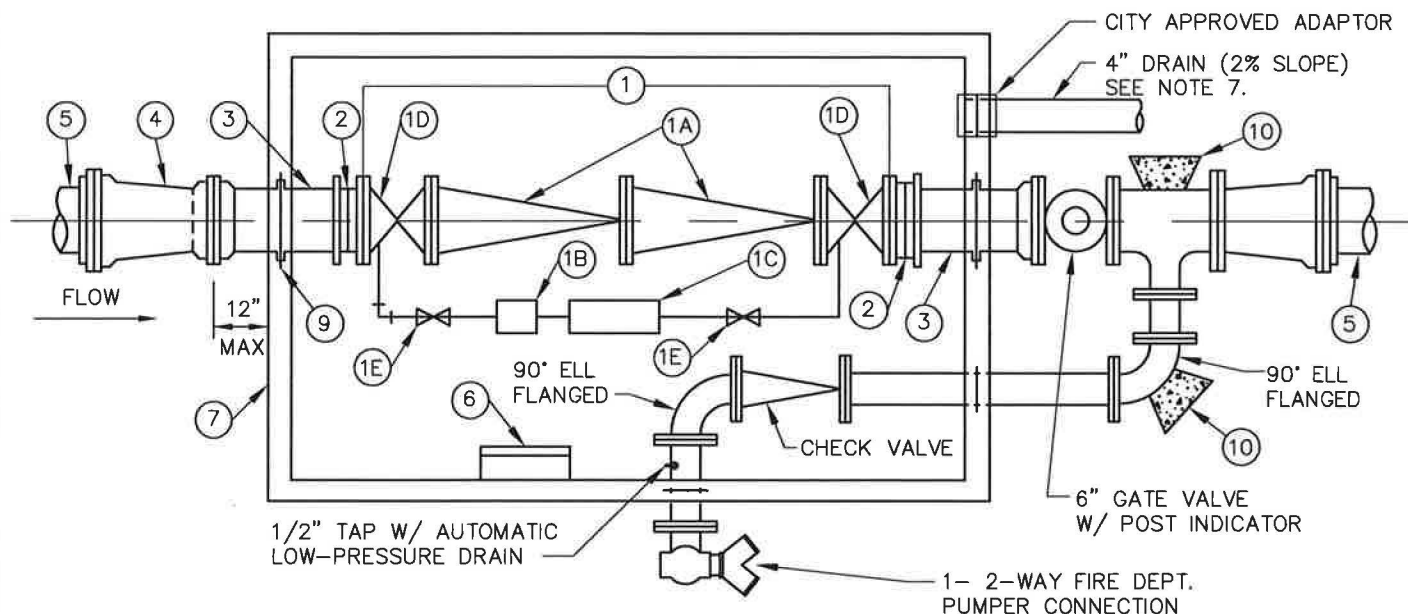 CITY APPROVED ADAPTOR
4" DRAIN (2% SLOPE)
SEE NOTE 7.
1
5
4
3
2
1D
1A
1D
10
FLOW
12"
MAX
9
1B
1C
1E
1E
2
3
5
7
90° ELL
FLANGED
6
CHECK VALVE
90° ELL
FLANGED
10
1/2" TAP W/ AUTOMATIC
LOW-PRESSURE DRAIN
6" GATE VALVE
W/ POST INDICATOR
1- 2-WAY FIRE DEPT.
PUMPER CONNECTION